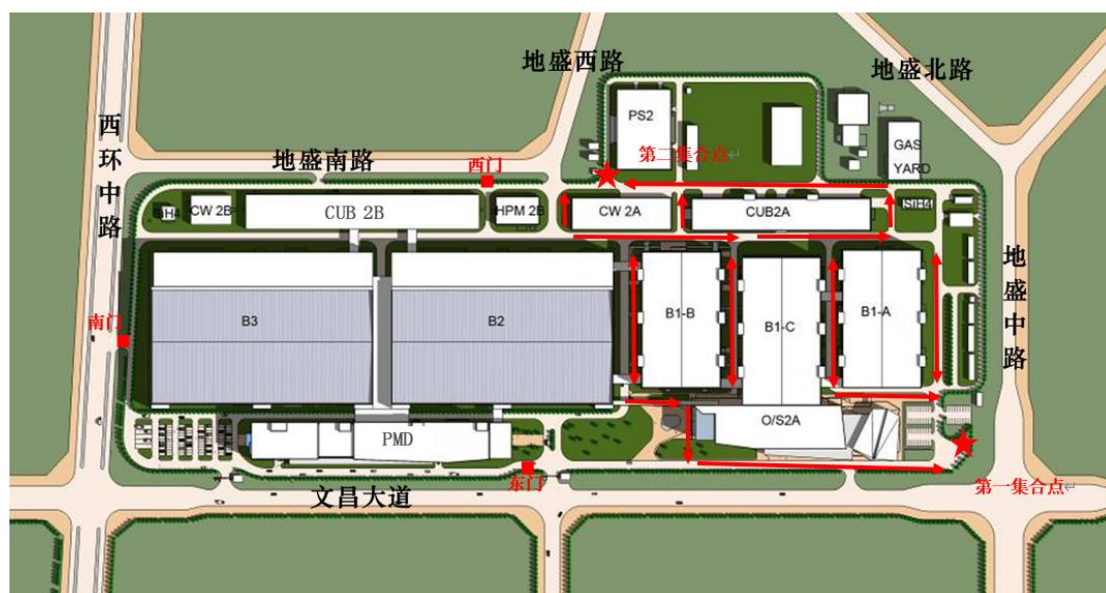 地盛西路
地盛北路
西环中路
PS2
GAS
YARD
第二集合点
地盛南路
西门
SiH4
CW 2B
CUB 2B
HPM 2B
CW 2A
CUB2A
SiH4
地盛中路
南门
B3
B2
B1-B
B1-C
B1-A
PMD
O/S2A
东门
第一集合点
文昌大道